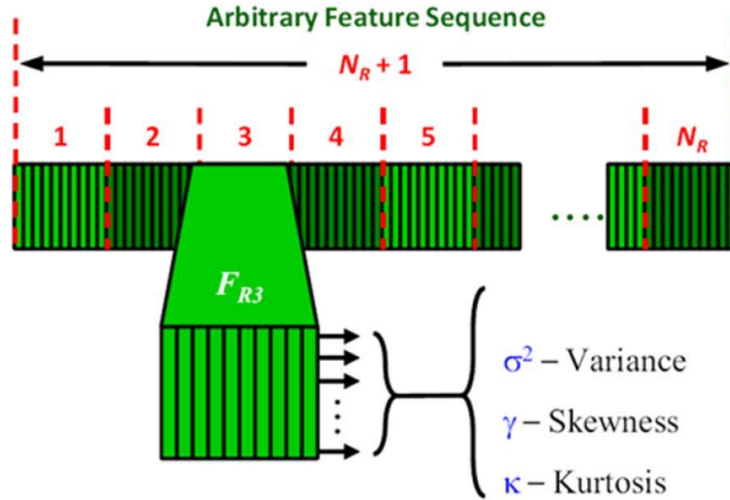 Arbitrary Feature Sequence
N_R + 1
1 2 3 4 5 N_R
F_R3
σ² – Variance
γ – Skewness
κ – Kurtosis